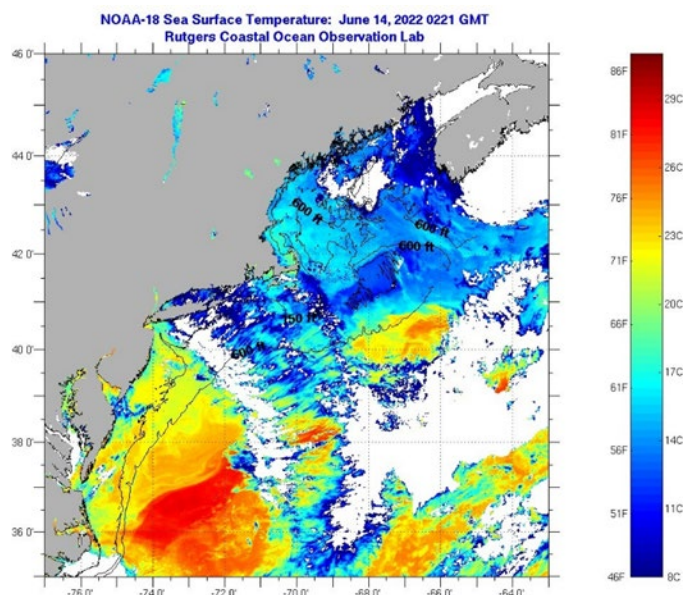 NOAA-18 Sea Surface Temperature: June 14, 2022 0221 GMT
Rutgers Coastal Ocean Observation Lab
46 0'
44 0'
42 0'
40 0'
38 0'
36 0'
-76 0'
-74 0'
-72 0'
-70 0'
-68 0'
-66 0'
-64 0'
600 ft
600 ft
600 ft
150 ft
600 ft
86F
81F
76F
71F
66F
61F
56F
51F
46F
29C
26C
23C
20C
17C
14C
11C
8C